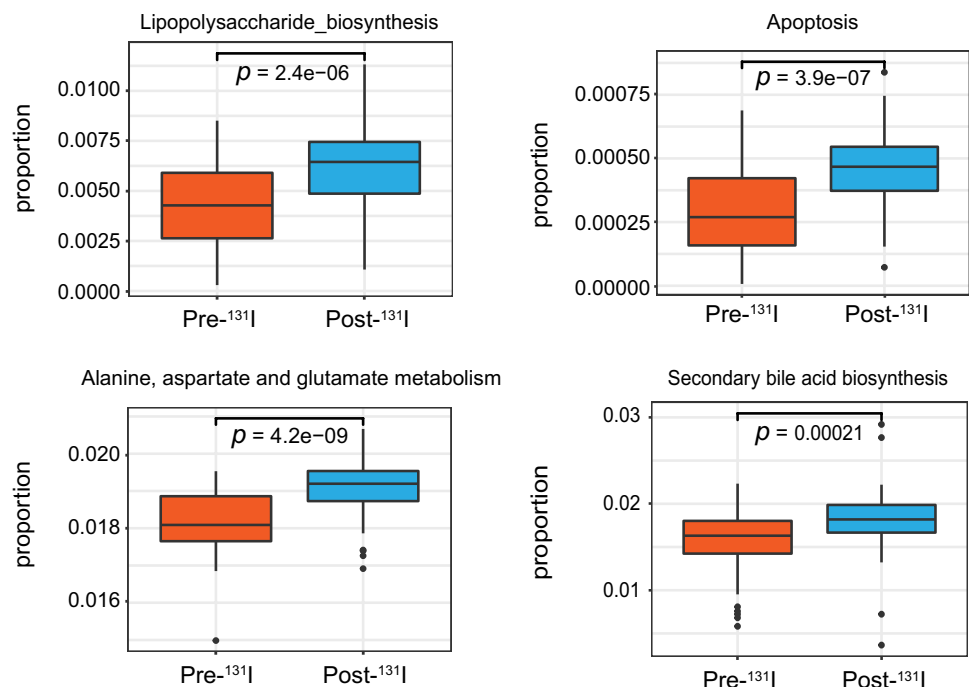 Lipopolysaccharide_biosynthesis
p = 2.4e−06
proportion
0.0100
0.0075
0.0050
0.0025
0.0000
Pre-¹³¹I Post-¹³¹I
Apoptosis
p = 3.9e−07
proportion
0.00075
0.00050
0.00025
0.00000
Pre-¹³¹I Post-¹³¹I
Alanine, aspartate and glutamate metabolism
p = 4.2e−09
proportion
0.020
0.018
0.016
Pre-¹³¹I Post-¹³¹I
Secondary bile acid biosynthesis
p = 0.00021
proportion
0.03
0.02
0.01
Pre-¹³¹I Post-¹³¹I